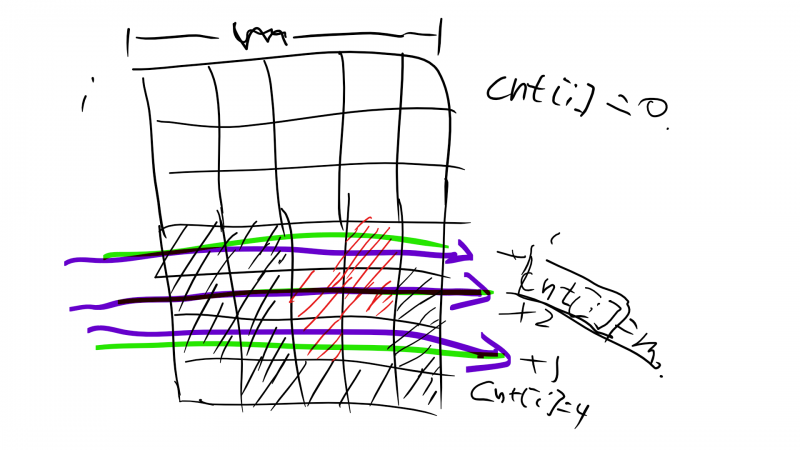 m
i
cnt[i]=0.
+1
i
cnt[i]=m.
+2
+1
cnt[i]=4